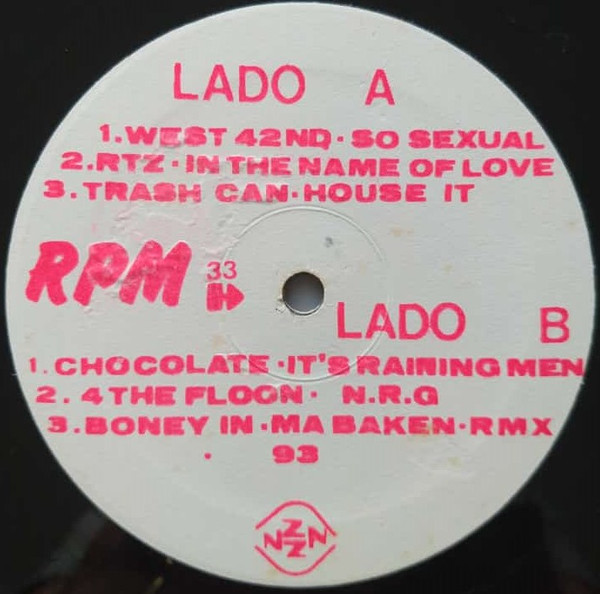 LADO A
1.WEST 42ND·SO SEXUAL
2.RTZ·IN THE NAME OF LOVE
3.TRASH CAN·HOUSE IT
RPM 33
LADO B
1.CHOCOLATE·IT'S RAINING MEN
2.4 THE FLOON· N.R.G
3.BONEY IN·MA BAKEN·RMX
93
NZZN